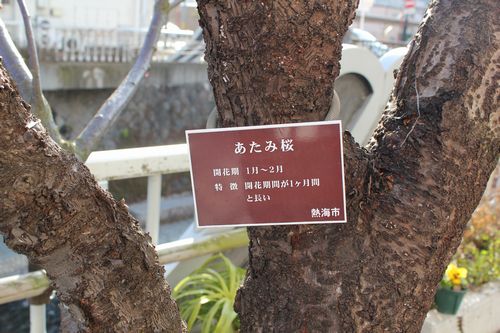 あたみ桜
開花期 1月～2月
特 徴 開花期間が1ヶ月間
と長い
熱海市